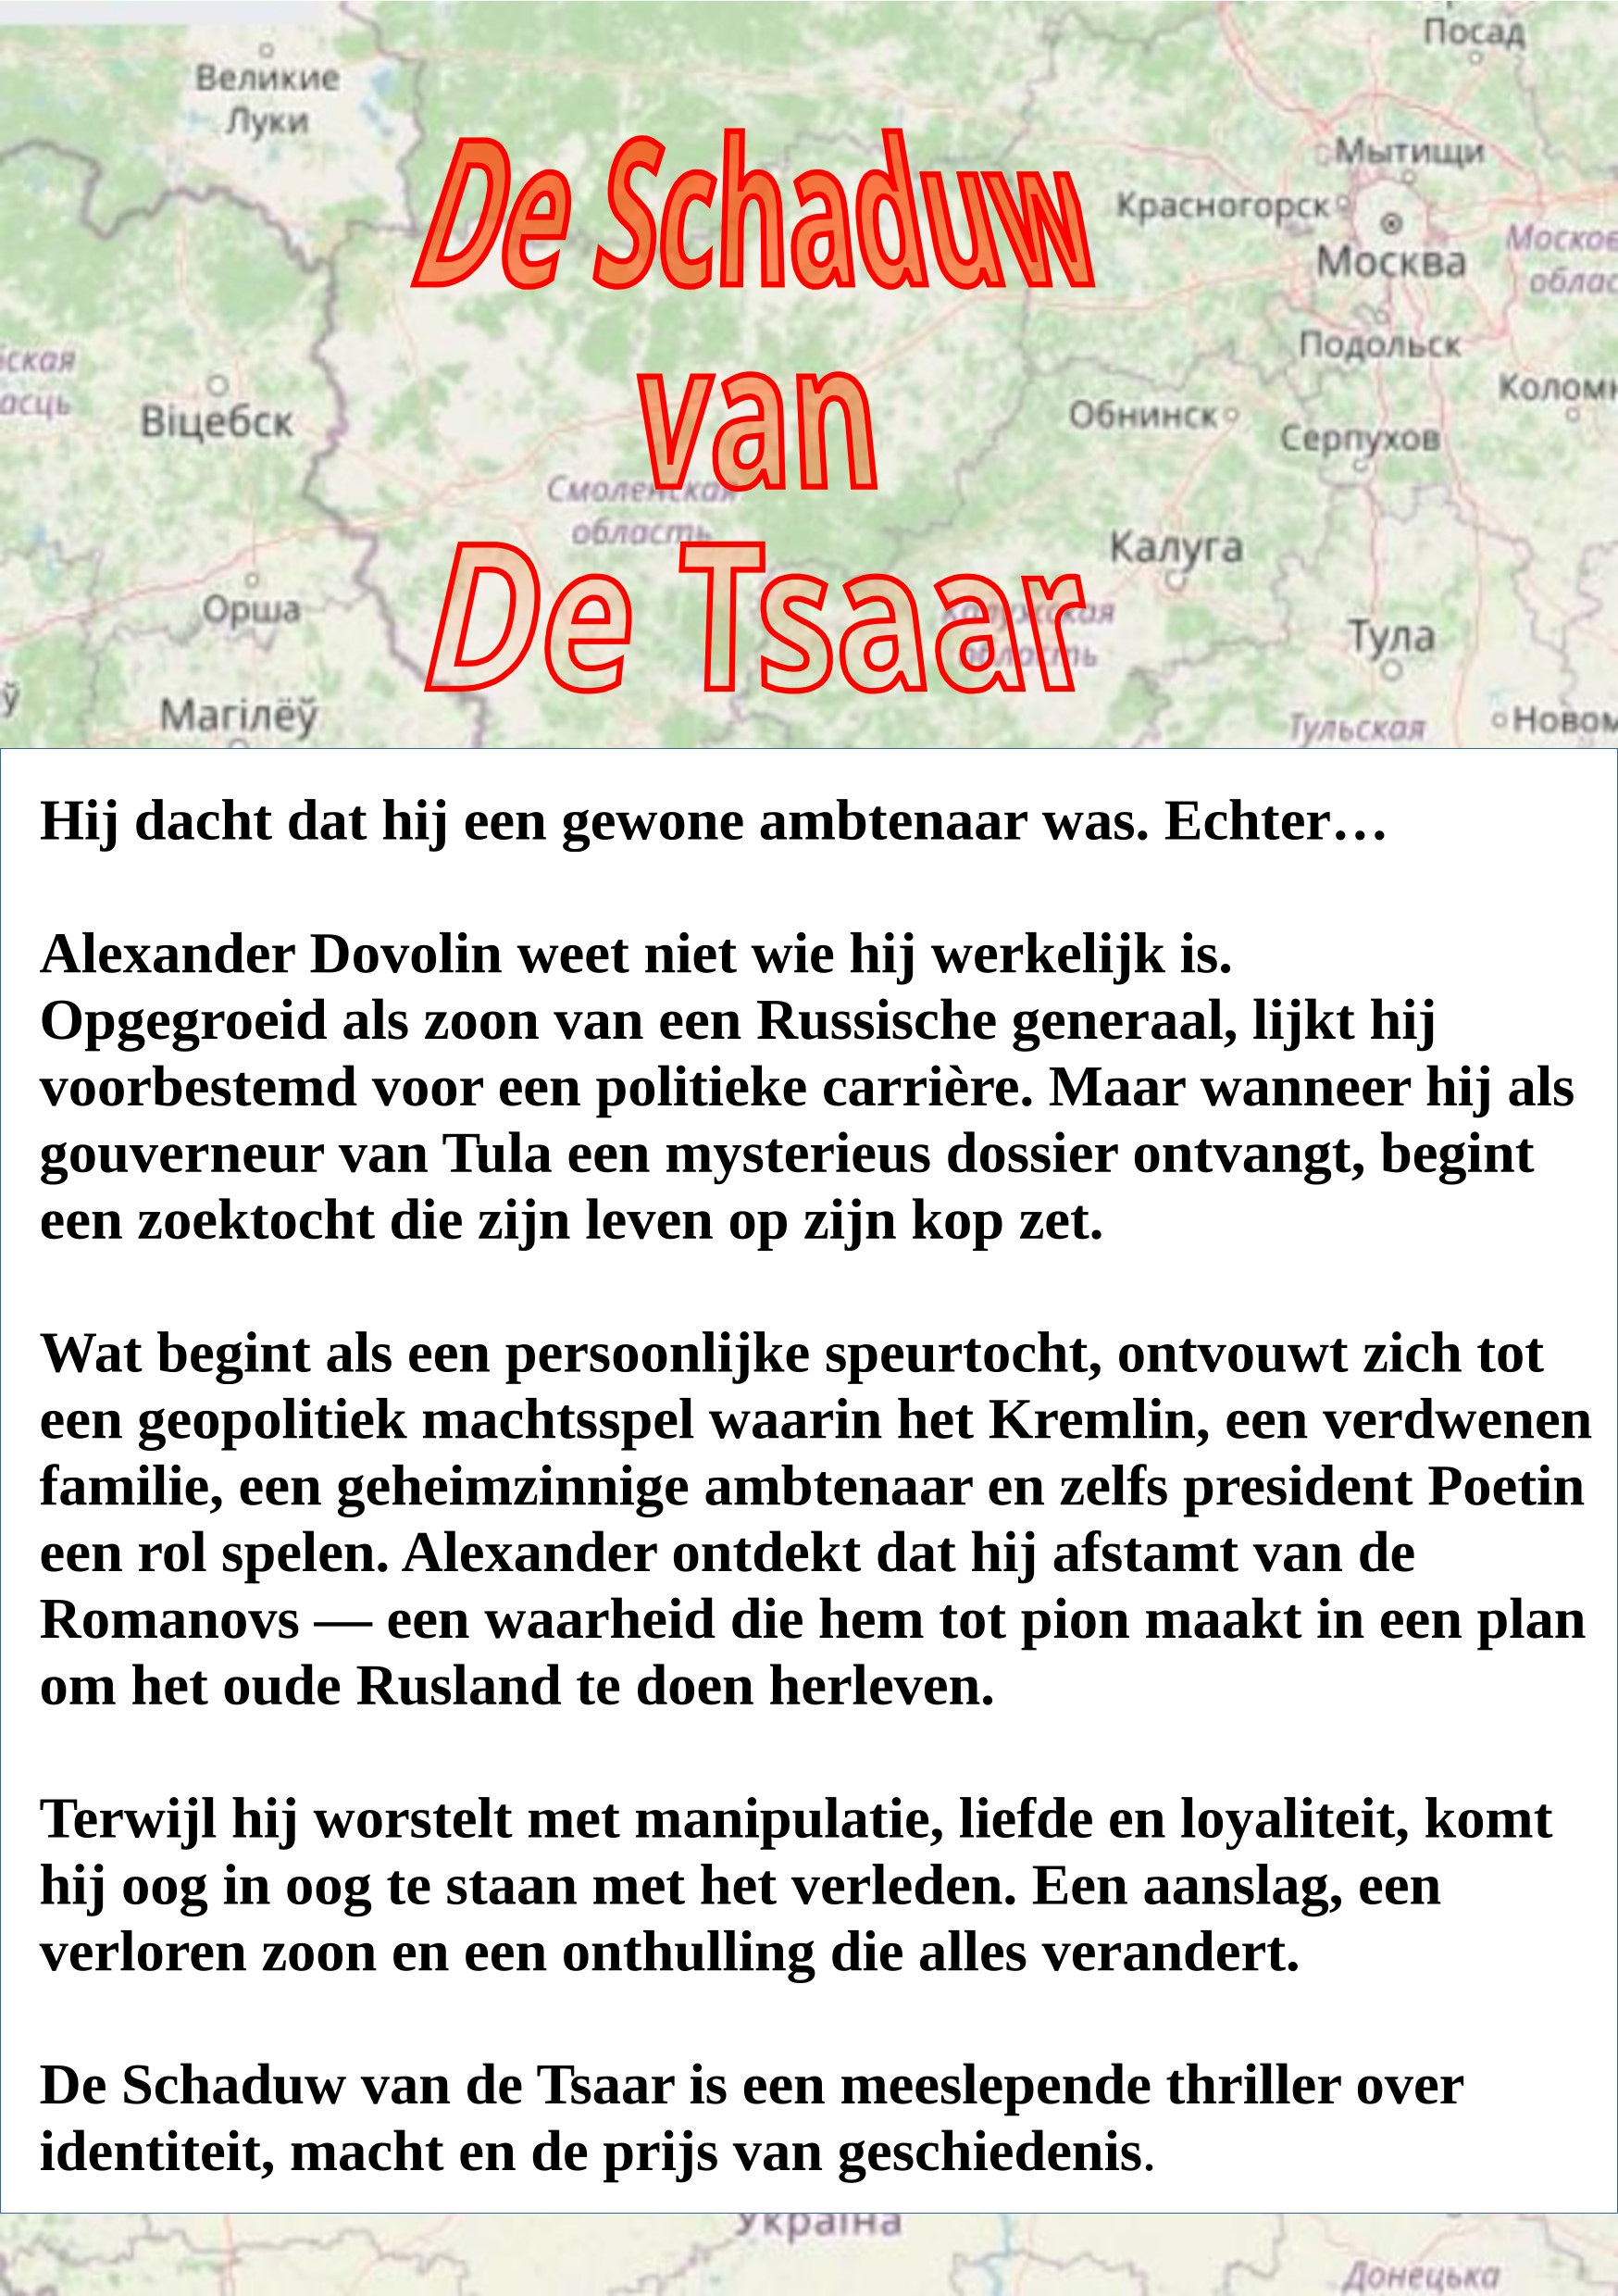 Посад
Великие
Луки
Мытищи
Красногорск
Москва
Подольск
Віцебск
Обнинск
Серпухов
De Schaduw
van
De Tsaar
Смоленская
область
Калуга
Орша
Калужская
область
Тула
Магілёў
Тульская
Hij dacht dat hij een gewone ambtenaar was. Echter…
Alexander Dovolin weet niet wie hij werkelijk is.
Opgegroeid als zoon van een Russische generaal, lijkt hij
voorbestemd voor een politieke carrière. Maar wanneer hij als
gouverneur van Tula een mysterieus dossier ontvangt, begint
een zoektocht die zijn leven op zijn kop zet.
Wat begint als een persoonlijke speurtocht, ontvouwt zich tot
een geopolitiek machtsspel waarin het Kremlin, een verdwenen
familie, een geheimzinnige ambtenaar en zelfs president Poetin
een rol spelen. Alexander ontdekt dat hij afstamt van de
Romanovs — een waarheid die hem tot pion maakt in een plan
om het oude Rusland te doen herleven.
Terwijl hij worstelt met manipulatie, liefde en loyaliteit, komt
hij oog in oog te staan met het verleden. Een aanslag, een
verloren zoon en een onthulling die alles verandert.
De Schaduw van de Tsaar is een meeslepende thriller over
identiteit, macht en de prijs van geschiedenis.
Україна
Донецька